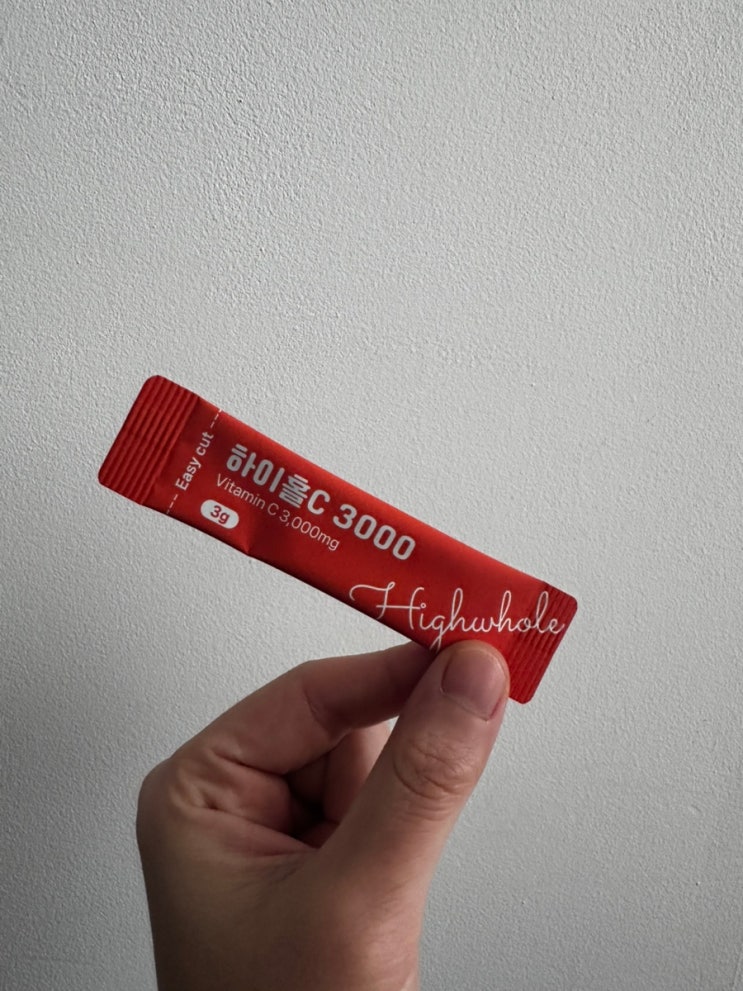 Easy cut
하이홀C 3000
Vitamin C 3,000mg
3g
Highwhole